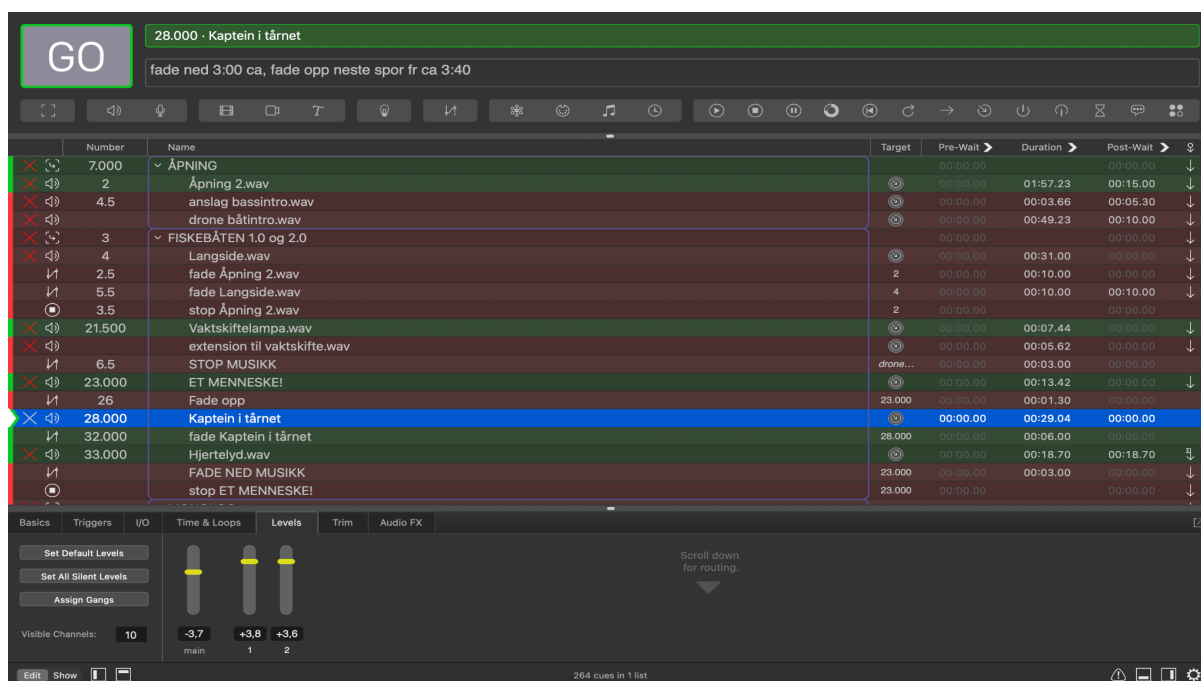 GO
28.000 · Kaptein i tårnet
fade ned 3:00 ca, fade opp neste spor fr ca 3:40
Number Name Target Pre-Wait Duration Post-Wait
7.000 ÅPNING 00:00.00 00:00.00
2 Åpning 2.wav 00:00.00 01:57.23 00:15.00
4.5 anslag bassintro.wav 00:00.00 00:03.66 00:05.30
drone båtintro.wav 00:00.00 00:49.23 00:10.00
3 FISKEBÅTEN 1.0 og 2.0 00:00.00 00:00.00
4 Langside.wav 00:00.00 00:31.00 00:00.00
2.5 fade Åpning 2.wav 2 00:00.00 00:10.00 00:00.00
5.5 fade Langside.wav 4 00:00.00 00:10.00 00:10.00
3.5 stop Åpning 2.wav 2 00:00.00 00:00.00
21.500 Vaktskiftelampa.wav 00:00.00 00:07.44 00:00.00
extension til vaktskifte.wav 00:00.00 00:05.62 00:00.00
6.5 STOP MUSIKK drone... 00:00.00 00:03.00 00:00.00
23.000 ET MENNESKE! 00:00.00 00:13.42 00:00.00
26 Fade opp 23.000 00:00.00 00:01.30 00:00.00
28.000 Kaptein i tårnet 00:00.00 00:29.04 00:00.00
32.000 fade Kaptein i tårnet 28.000 00:00.00 00:06.00 00:00.00
33.000 Hjertelyd.wav 00:00.00 00:18.70 00:18.70
FADE NED MUSIKK 23.000 00:00.00 00:03.00 00:00.00
stop ET MENNESKE! 23.000 00:00.00 00:00.00
Basics Triggers I/O Time & Loops Levels Trim Audio FX
Set Default Levels
Set All Silent Levels
Assign Gangs
Visible Channels: 10
-3,7 +3,8 +3,6
main 1 2
Scroll down
for routing.
Edit Show 264 cues in 1 list